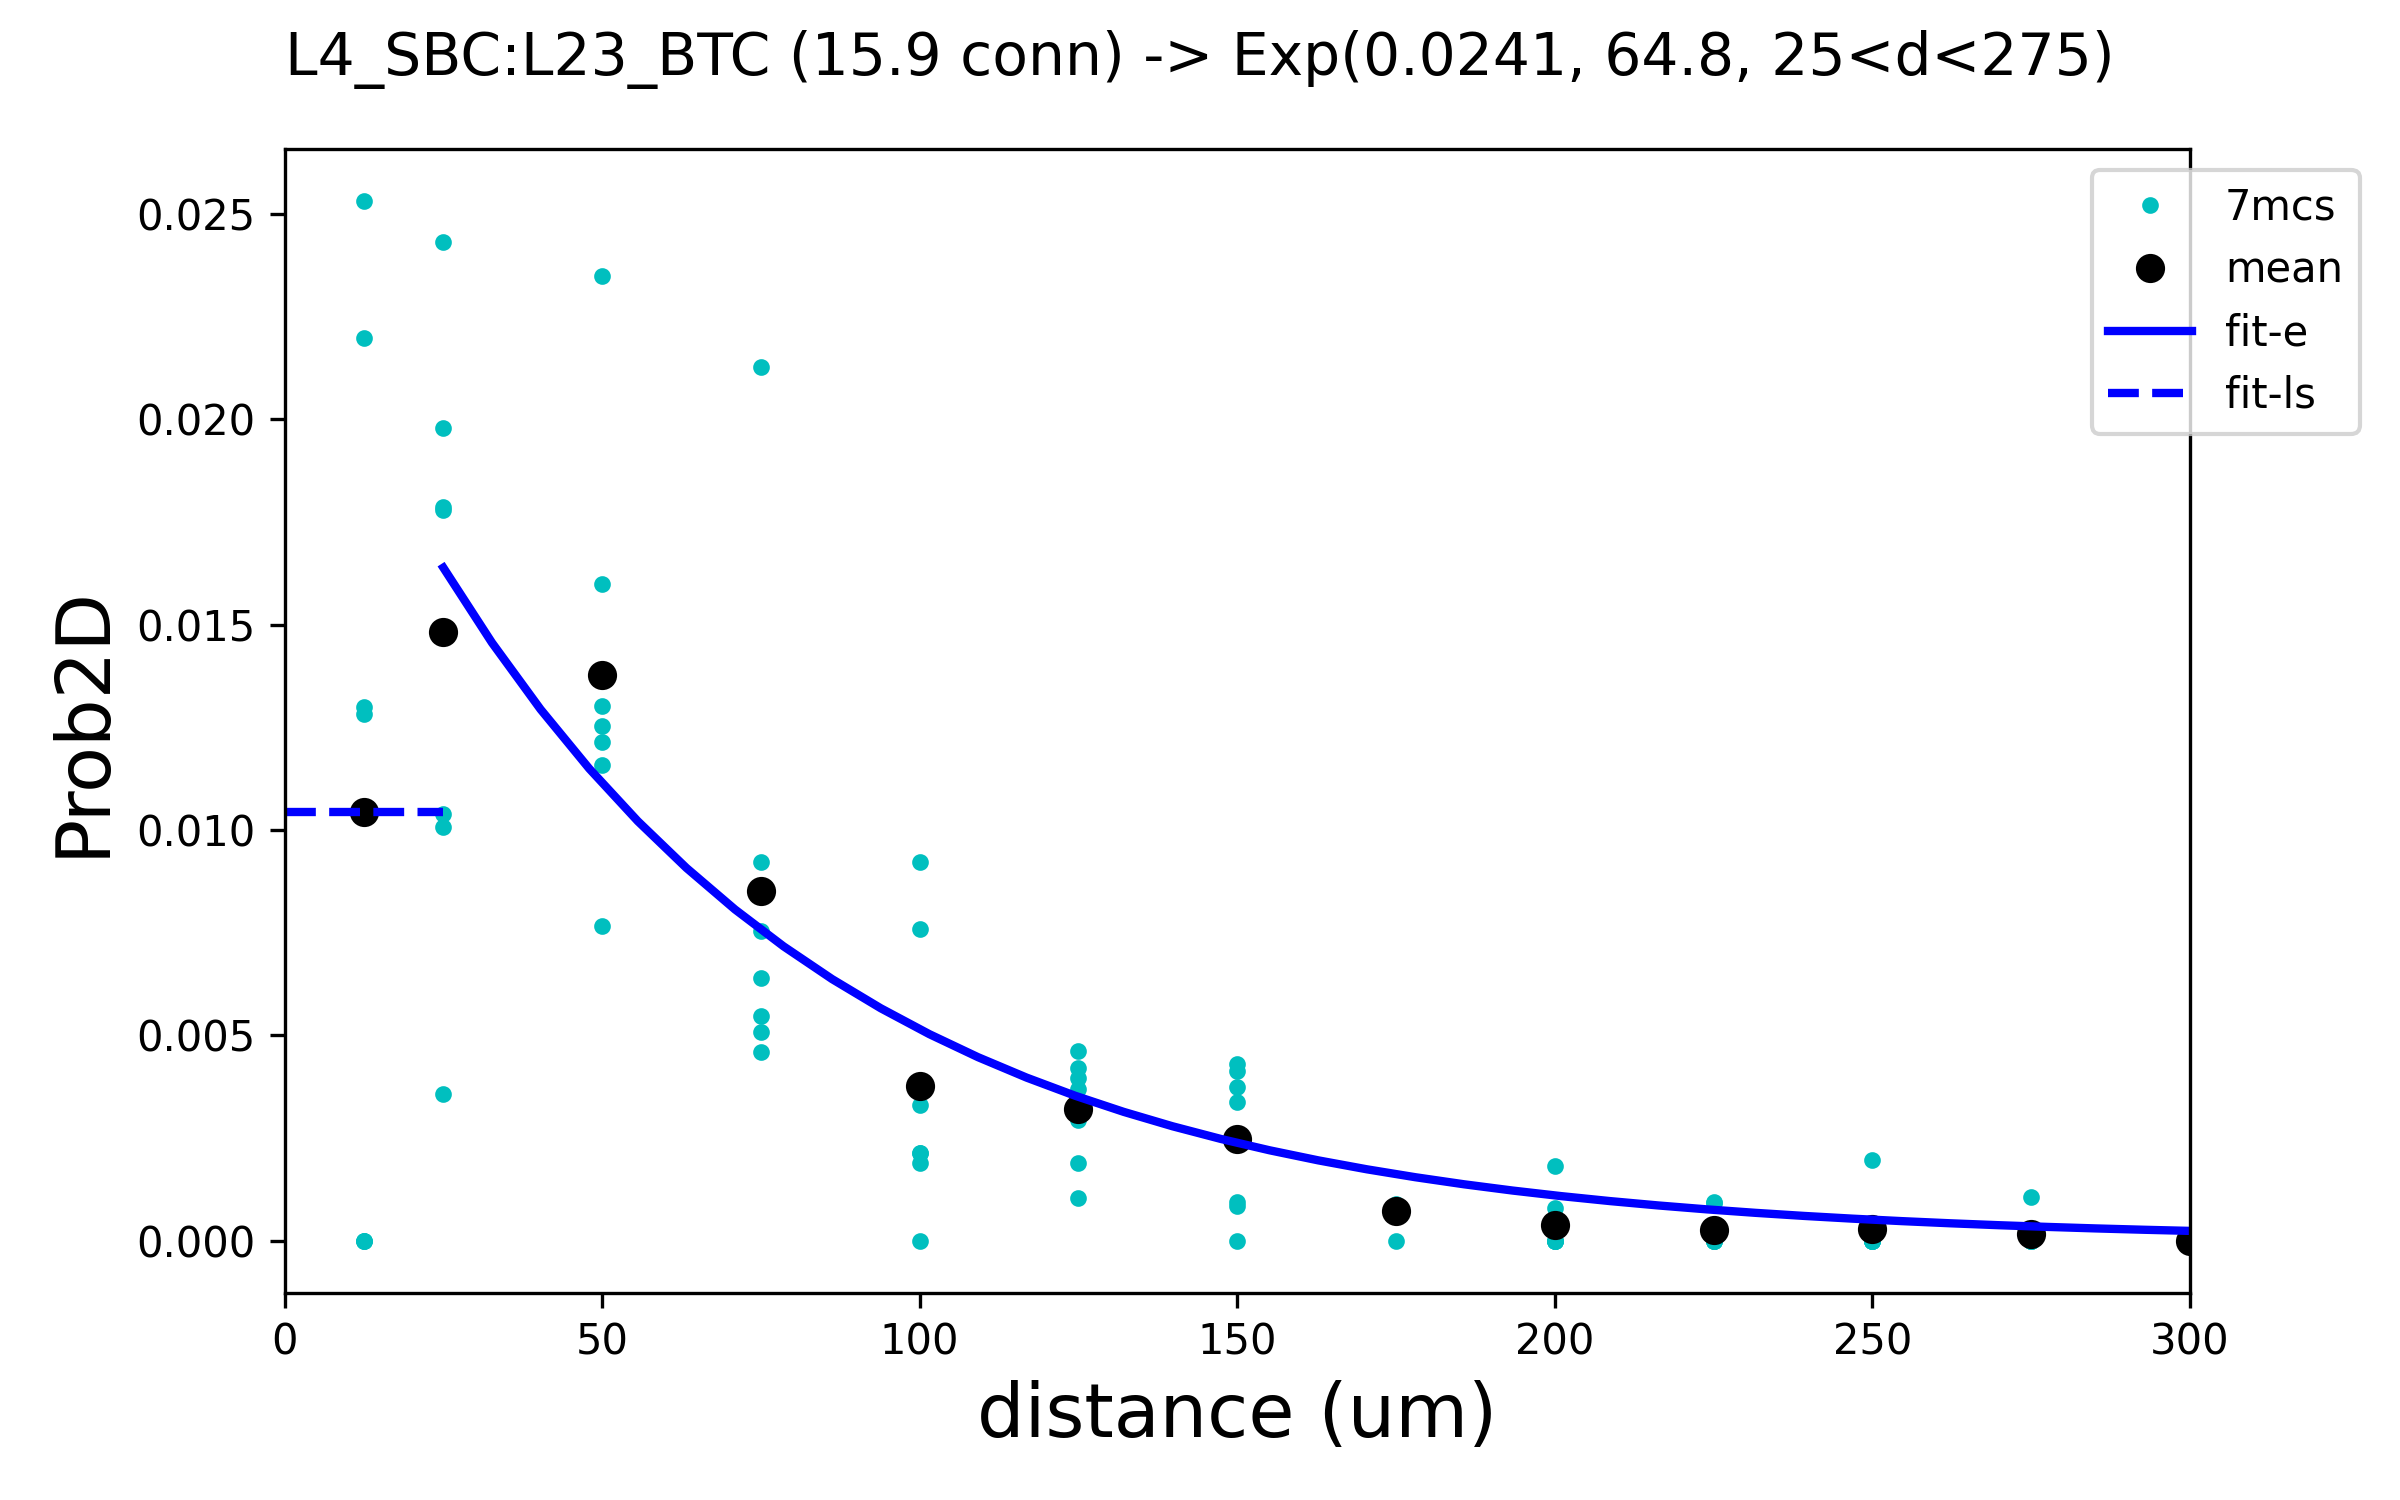 L4_SBC:L23_BTC (15.9 conn) -> Exp(0.0241, 64.8, 25<d<275)
7mcs
mean
fit-e
fit-ls
Prob2D
0.025
0.020
0.015
0.010
0.005
0.000
0 50 100 150 200 250 300
distance (um)